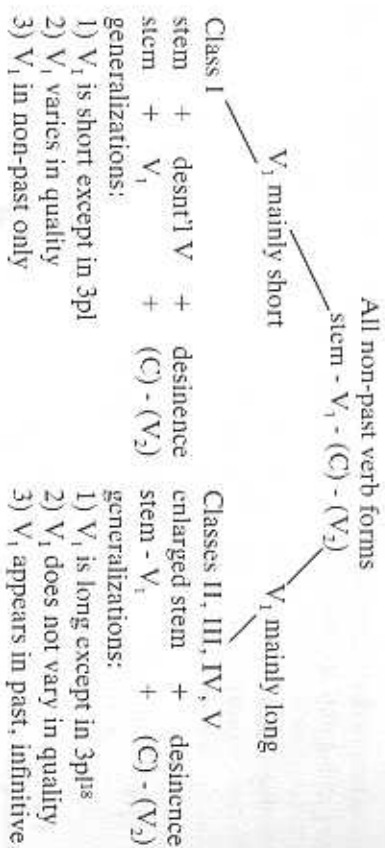 All non-past verb forms
stem - V₁ - (C) - (V₂)
V₁ mainly short
V₁ mainly long
Class I
stem + desnt'l V + desinence
stem + V₁ + (C) - (V₂)
generalizations:
1) V₁ is short except in 3pl
2) V₁ varies in quality
3) V₁ in non-past only
Classes II, III, IV, V
enlarged stem + desinence
stem - V₁ + (C) - (V₂)
generalizations:
1) V₁ is long except in 3pl¹⁸
2) V₁ does not vary in quality
3) V₁ appears in past, infinitive